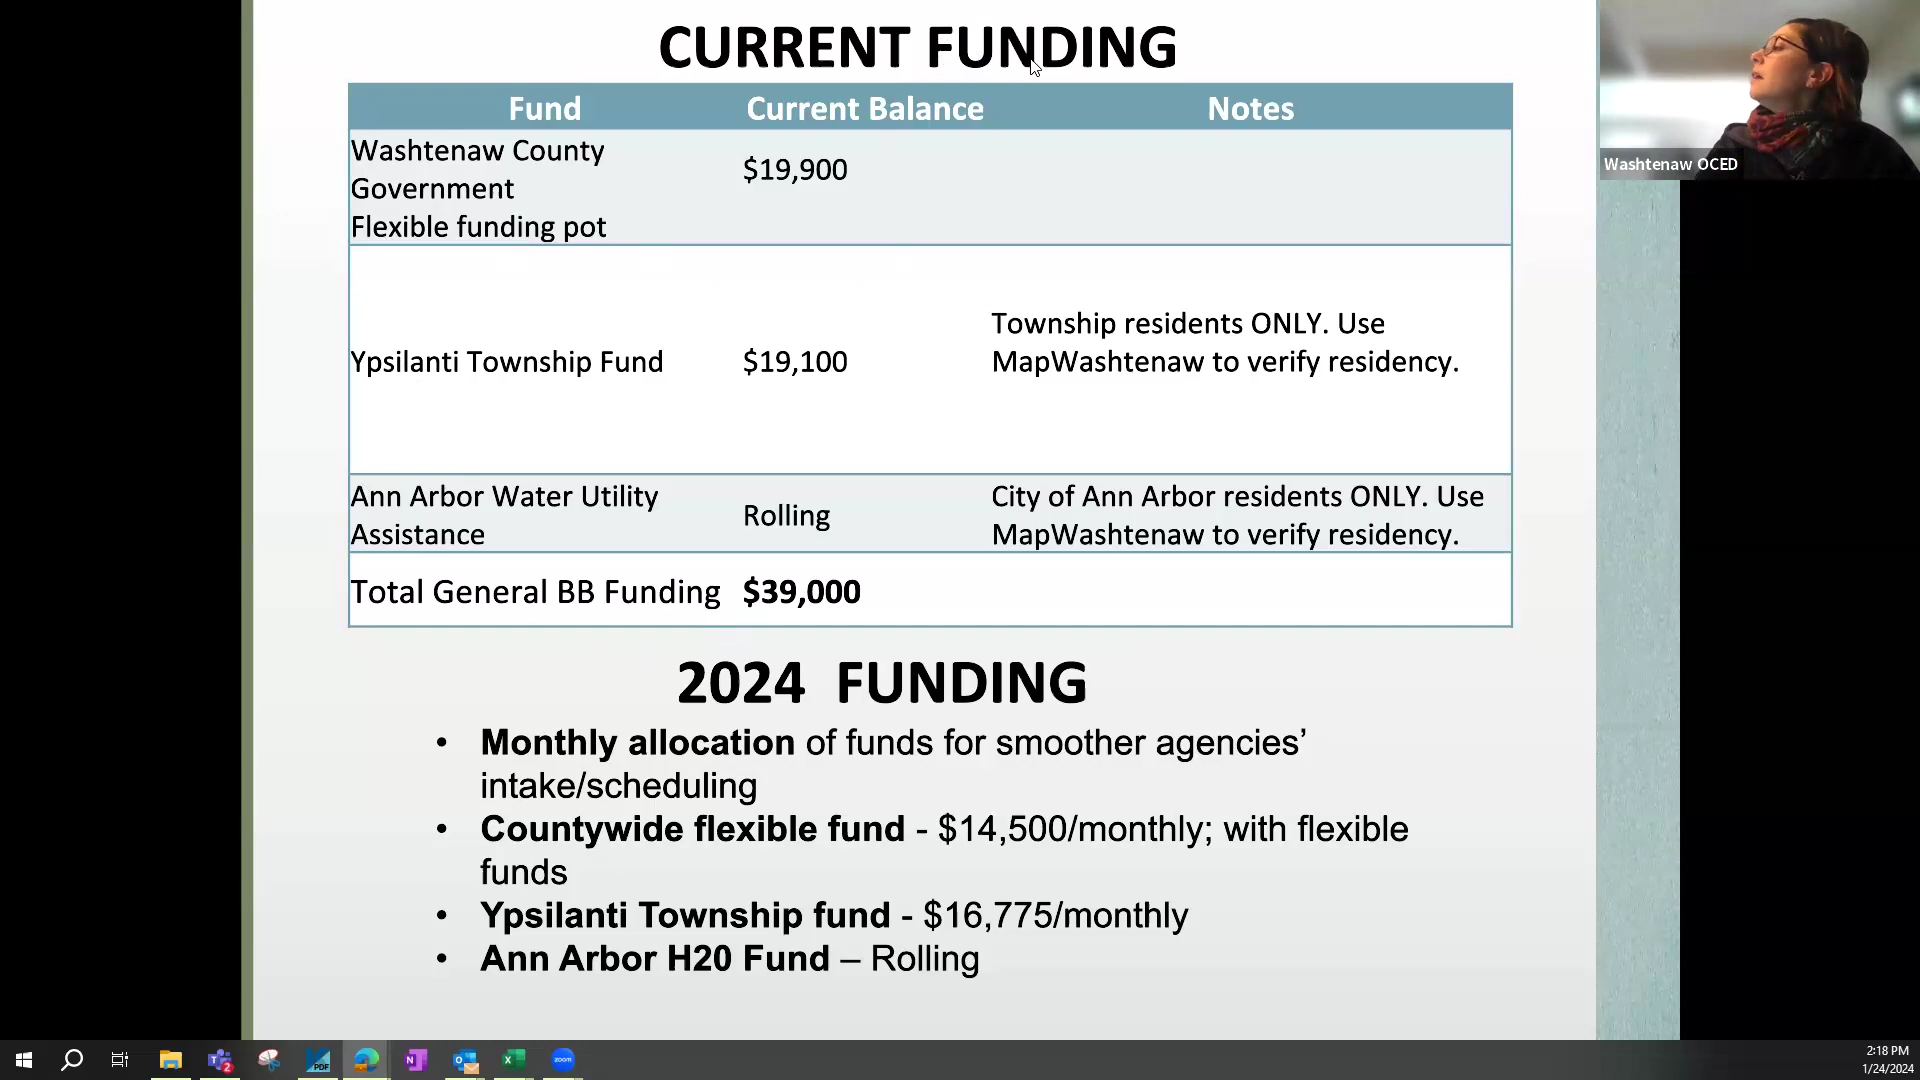 CURRENT FUNDING
Fund Current Balance Notes
Washtenaw County
Government
Flexible funding pot
$19,900
Ypsilanti Township Fund
$19,100
Township residents ONLY. Use
MapWashtenaw to verify residency.
Ann Arbor Water Utility
Assistance
Rolling
City of Ann Arbor residents ONLY. Use
MapWashtenaw to verify residency.
Total General BB Funding $39,000
2024 FUNDING
• Monthly allocation of funds for smoother agencies’
intake/scheduling
• Countywide flexible fund - $14,500/monthly; with flexible
funds
• Ypsilanti Township fund - $16,775/monthly
• Ann Arbor H20 Fund – Rolling
Washtenaw OCED
2
PDF
zoom
2:18 PM
1/24/2024